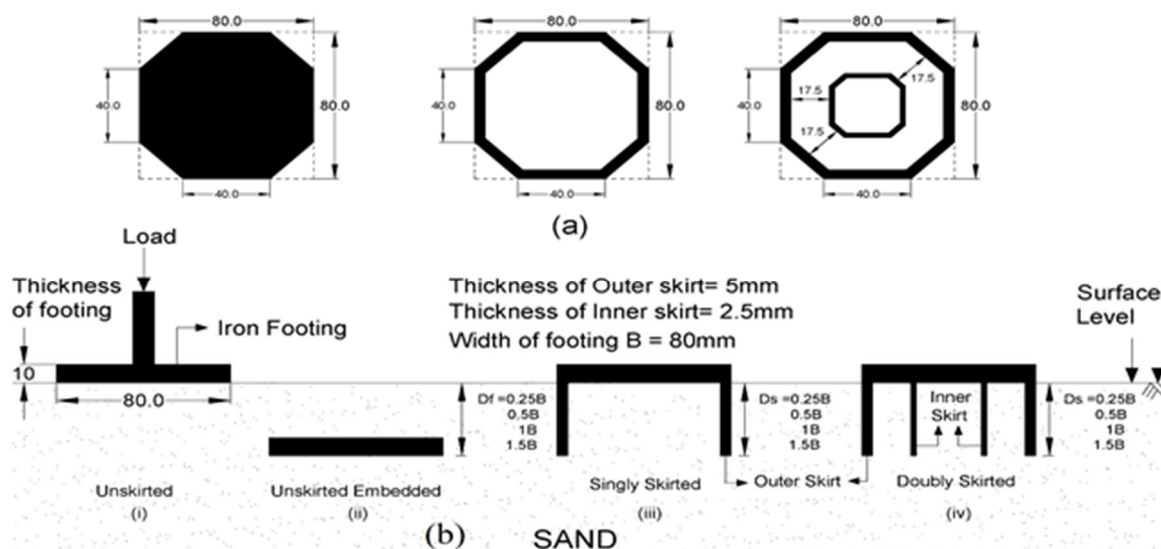 80.0
80.0
80.0
40.0
80.0
40.0
80.0
40.0
17.5
17.5
17.5
80.0
40.0
40.0
40.0
(a)
Load
Thickness
of footing
Iron Footing
10
80.0
Thickness of Outer skirt= 5mm
Thickness of Inner skirt= 2.5mm
Width of footing B = 80mm
Surface
Level
Df =0.25B
0.5B
1B
1.5B
Ds =0.25B
0.5B
1B
1.5B
Inner
Skirt
Ds =0.25B
0.5B
1B
1.5B
Unskirted
(i)
Unskirted Embedded
(ii)
Singly Skirted
(iii)
Outer Skirt
Doubly Skirted
(iv)
(b)
SAND